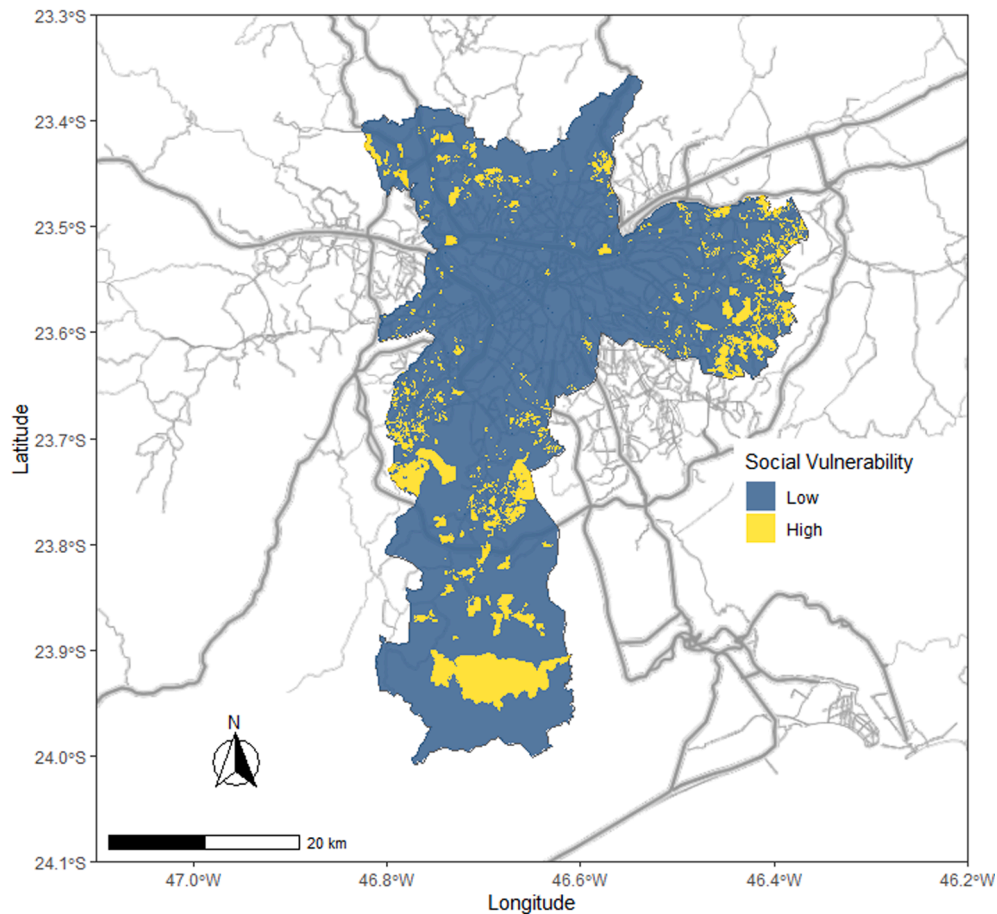 23.3°S
23.4°S
23.5°S
23.6°S
23.7°S
23.8°S
23.9°S
24.0°S
24.1°S
Latitude
Social Vulnerability
Low
High
N
20 km
47.0°W
46.8°W
46.6°W
46.4°W
46.2°W
Longitude